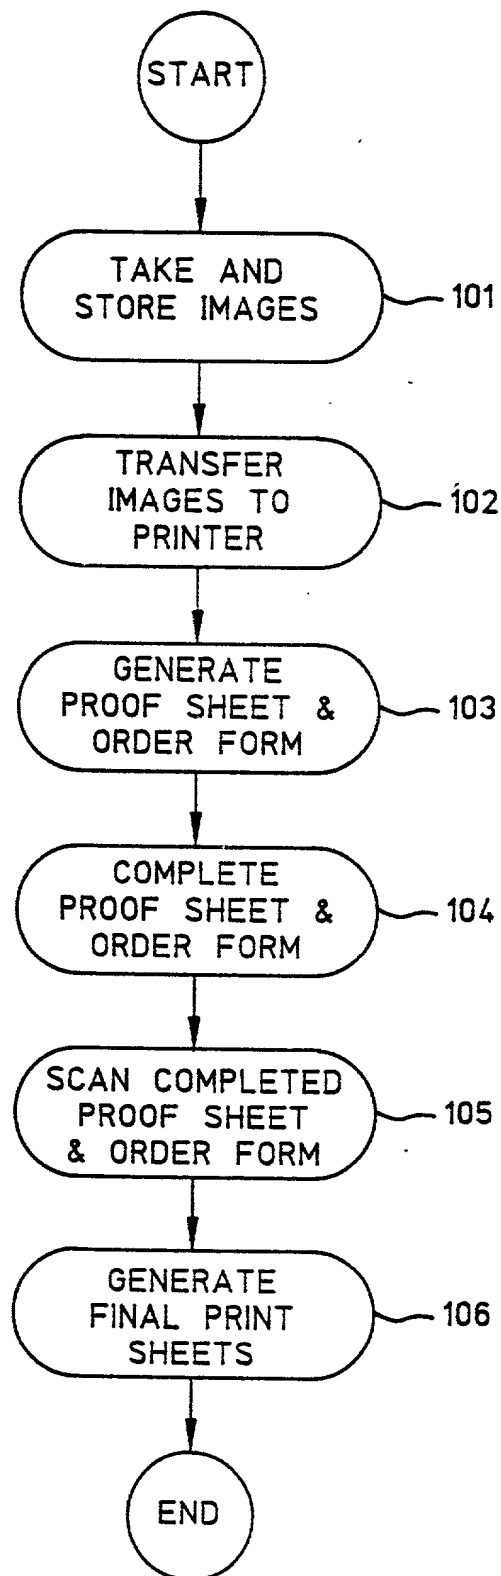 START
TAKE AND
STORE IMAGES
101
TRANSFER
IMAGES TO
PRINTER
102
GENERATE
PROOF SHEET &
ORDER FORM
103
COMPLETE
PROOF SHEET &
ORDER FORM
104
SCAN COMPLETED
PROOF SHEET
& ORDER FORM
105
GENERATE
FINAL PRINT
SHEETS
106
END